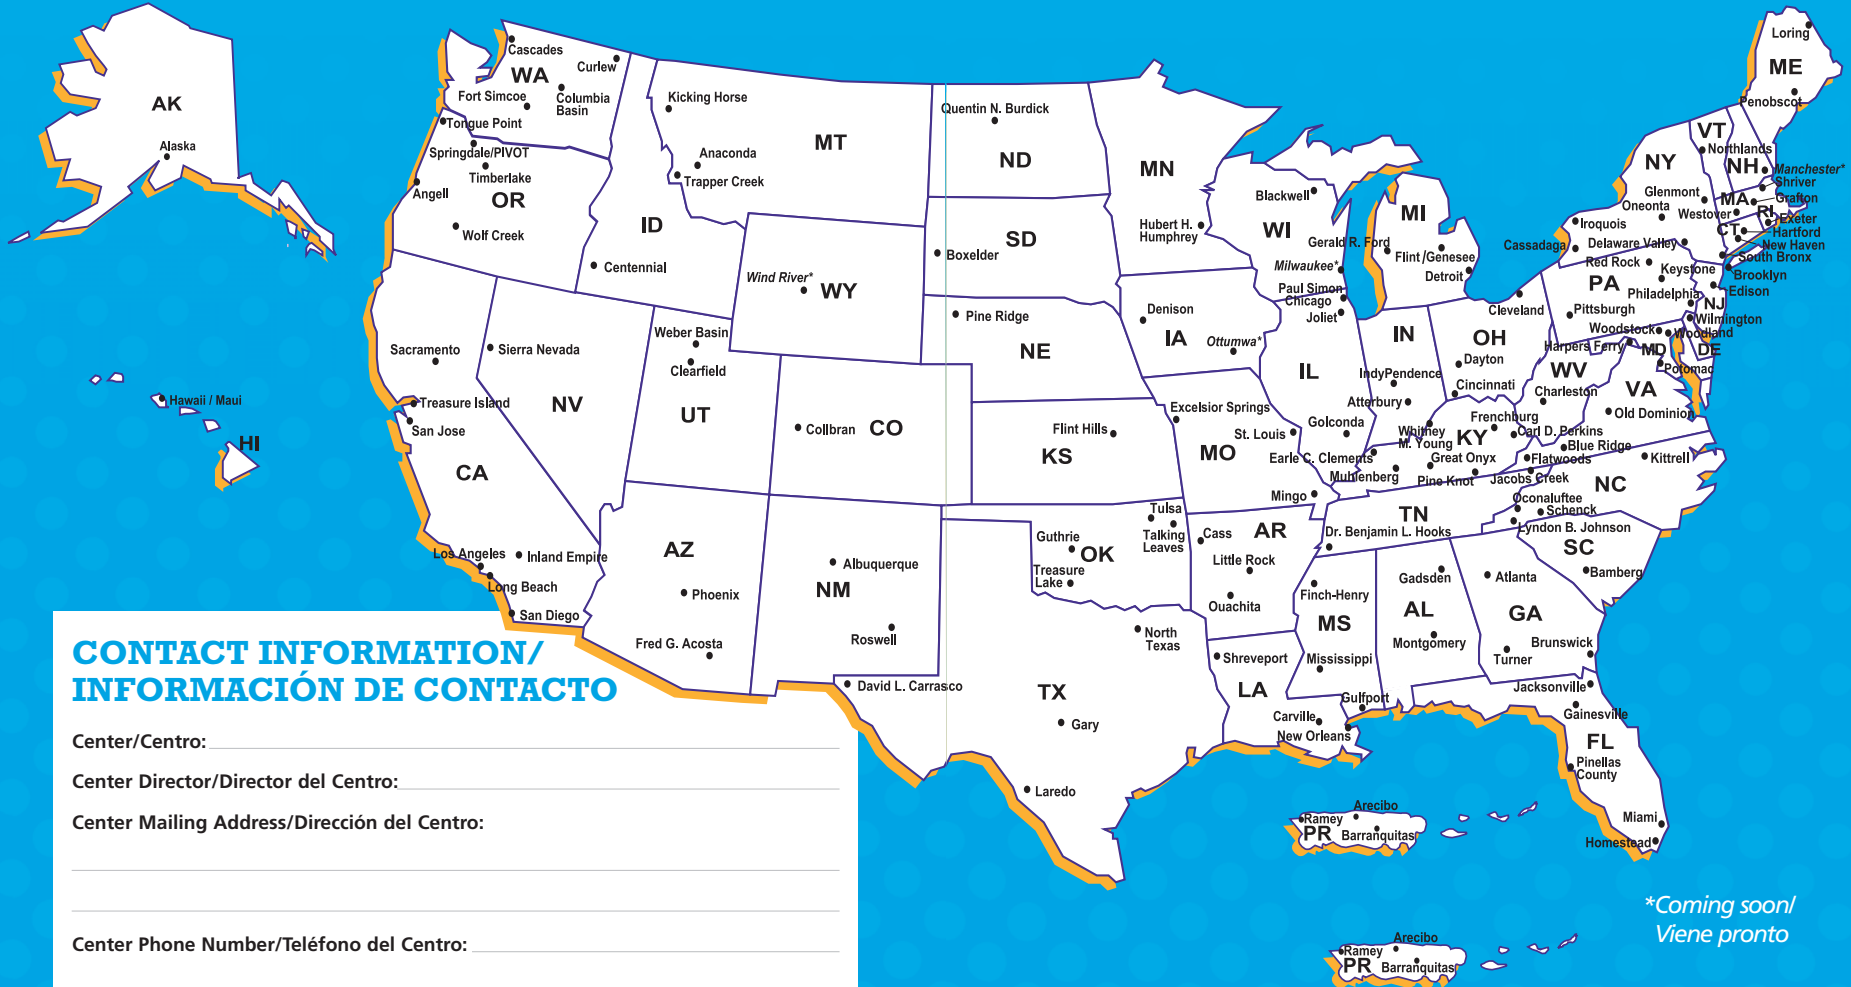 AK
Alaska
Hawaii / Maui
HI
Cascades
WA
Curlew
Fort Simcoe
Columbia
Basin
Tongue Point
Springdale/PIVOT
Timberlake
Angell
OR
Wolf Creek
ID
Centennial
Kicking Horse
MT
Anaconda
Trapper Creek
Wind River*
WY
Sacramento
Sierra Nevada
Treasure Island
San Jose
NV
CA
Los Angeles
Inland Empire
Long Beach
San Diego
Weber Basin
Clearfield
UT
Collbran
CO
AZ
Phoenix
Fred G. Acosta
Albuquerque
NM
Roswell
Quentin N. Burdick
ND
SD
Boxelder
Pine Ridge
NE
Flint Hills
KS
Tulsa
Talking
Leaves
Guthrie
OK
Treasure
Lake
North
Texas
David L. Carrasco
TX
Gary
Laredo
MN
Hubert H.
Humphrey
Denison
IA
Ottumwa*
Excelsior Springs
St. Louis
MO
Mingo
Cass
AR
Little Rock
Ouachita
Shreveport
LA
Carville
New Orleans
Blackwell
WI
Milwaukee*
Paul Simon
Chicago
Joliet
IL
Golconda
MI
Gerald R. Ford
Flint/Genesee
Detroit
IN
IndyPendence
Atterbury
Cleveland
OH
Dayton
Cincinnati
Frenchburg
Whitney
M. Young
KY
Carl D. Perkins
Earle C. Clements
Great Onyx
Muhlenberg
Pine Knot
TN
Dr. Benjamin L. Hooks
Jacobs Creek
Finch-Henry
MS
Mississippi
Gulfport
Gadsden
AL
Montgomery
Atlanta
GA
Turner
Brunswick
Jacksonville
Gainesville
FL
Pinellas
County
Miami
Homestead
Bamberg
SC
Oconaluftee
Schenck
Lyndon B. Johnson
NC
Kittrell
Blue Ridge
Flatwoods
Old Dominion
VA
WV
Charleston
Harpers Ferry
MD
Potomac
DE
Woodstock
Woodland
Wilmington
Pittsburgh
PA
Philadelphia
Keystone
Red Rock
NJ
Edison
Brooklyn
South Bronx
New Haven
Hartford
CT
Exeter
RI
Grafton
Shriver
MA
Westover
Manchester*
NH
Northlands
VT
NY
Glenmont
Oneonta
Iroquois
Cassadaga
Delaware Valley
Loring
ME
Penobscot
Arecibo
Ramey
PR
Barranquitas
Arecibo
Ramey
PR
Barranquitas
*Coming soon/
Viene pronto
CONTACT INFORMATION/
INFORMACIÓN DE CONTACTO
Center/Centro:
Center Director/Director del Centro:
Center Mailing Address/Dirección del Centro:
Center Phone Number/Teléfono del Centro: